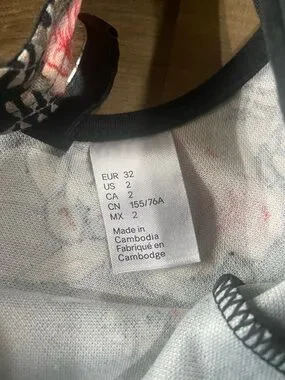 EUR 32
US 2
CA 2
CN 155/76A
MX 2
Made in
Cambodia
Fabriqué en
Cambodge